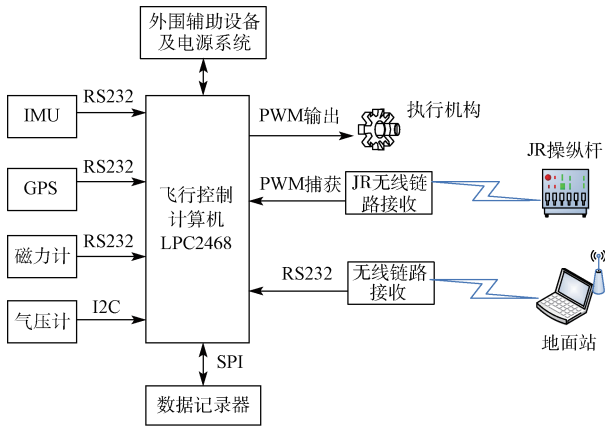 外围辅助设备
及电源系统
IMU
RS232
GPS
RS232
磁力计
RS232
气压计
I2C
飞行控制
计算机
LPC2468
PWM输出
执行机构
PWM捕获
JR无线链
路接收
JR操纵杆
RS232
无线链路
接收
地面站
SPI
数据记录器